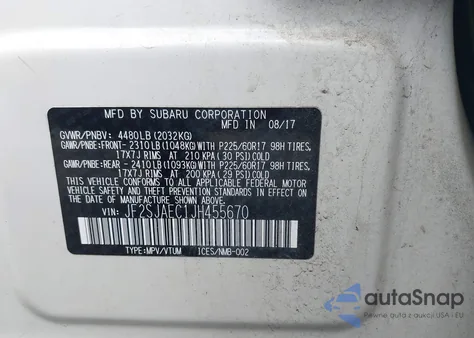 MFD BY SUBARU CORPORATION
MFD IN 08/17
GVWR/PNBV: 4480LB (2032KG)
GAWR/PNBE:FRONT- 2310LB (1048KG) WITH P225/60R17 98H TIRES,
17X7J RIMS AT 210 KPA (30 PSI) COLD
GAWR/PNBE:REAR - 2410LB (1093KG) WITH P225/60R17 98H TIRES,
17X7J RIMS AT 200 KPA (29 PSI) COLD
THIS VEHICLE CONFORMS TO ALL APPLICABLE FEDERAL MOTOR
VEHICLE SAFETY AND THEFT PREVENTION STANDARDS IN EFFECT
ON THE DATE OF MANUFACTURE SHOWN ABOVE.
VIN: JF2SJAEC1JH455670
TYPE:MPV/VTUM ICES/NMB-002
autoSnap
Pewne auto z USA i EU